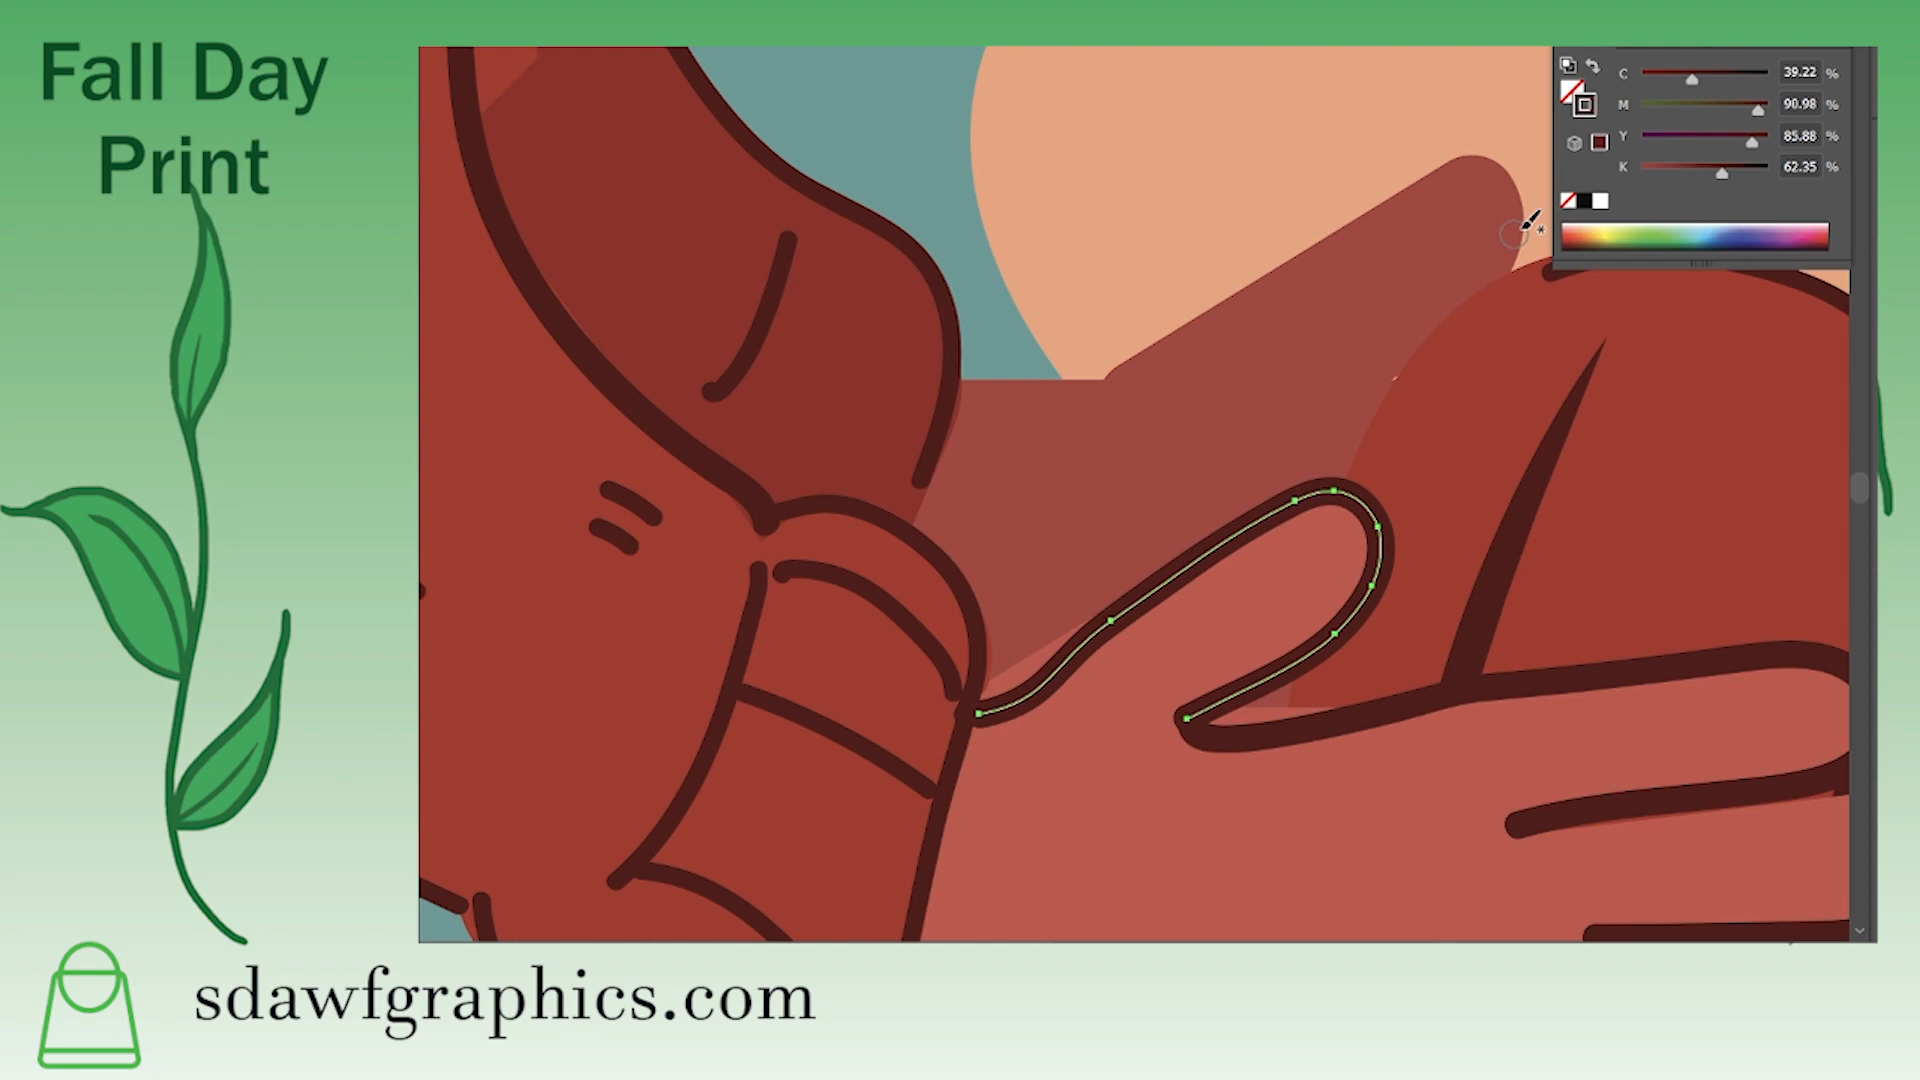 Fall Day
Print
C 39.22 %
M 90.98 %
Y 85.88 %
K 62.35 %
sdawfgraphics.com